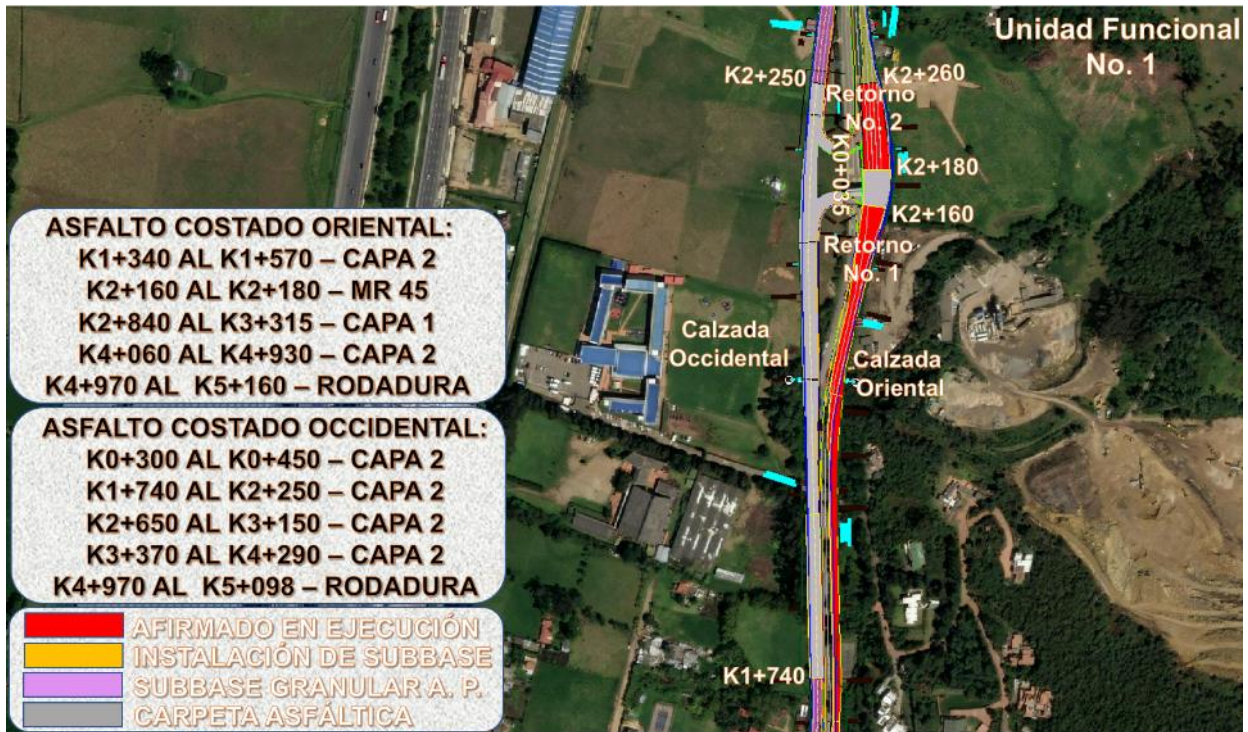 Unidad Funcional
No. 1
K2+250
K2+260
Retorno
No. 2
K0+035
K2+180
K2+160
Retorno
No. 1
Calzada
Occidental
Calzada
Oriental
K1+740
ASFALTO COSTADO ORIENTAL:
K1+340 AL K1+570 – CAPA 2
K2+160 AL K2+180 – MR 45
K2+840 AL K3+315 – CAPA 1
K4+060 AL K4+930 – CAPA 2
K4+970 AL K5+160 – RODADURA
ASFALTO COSTADO OCCIDENTAL:
K0+300 AL K0+450 – CAPA 2
K1+740 AL K2+250 – CAPA 2
K2+650 AL K3+150 – CAPA 2
K3+370 AL K4+290 – CAPA 2
K4+970 AL K5+098 – RODADURA
AFIRMADO EN EJECUCIÓN
INSTALACIÓN DE SUBBASE
SUBBASE GRANULAR A. P.
CARPETA ASFÁLTICA